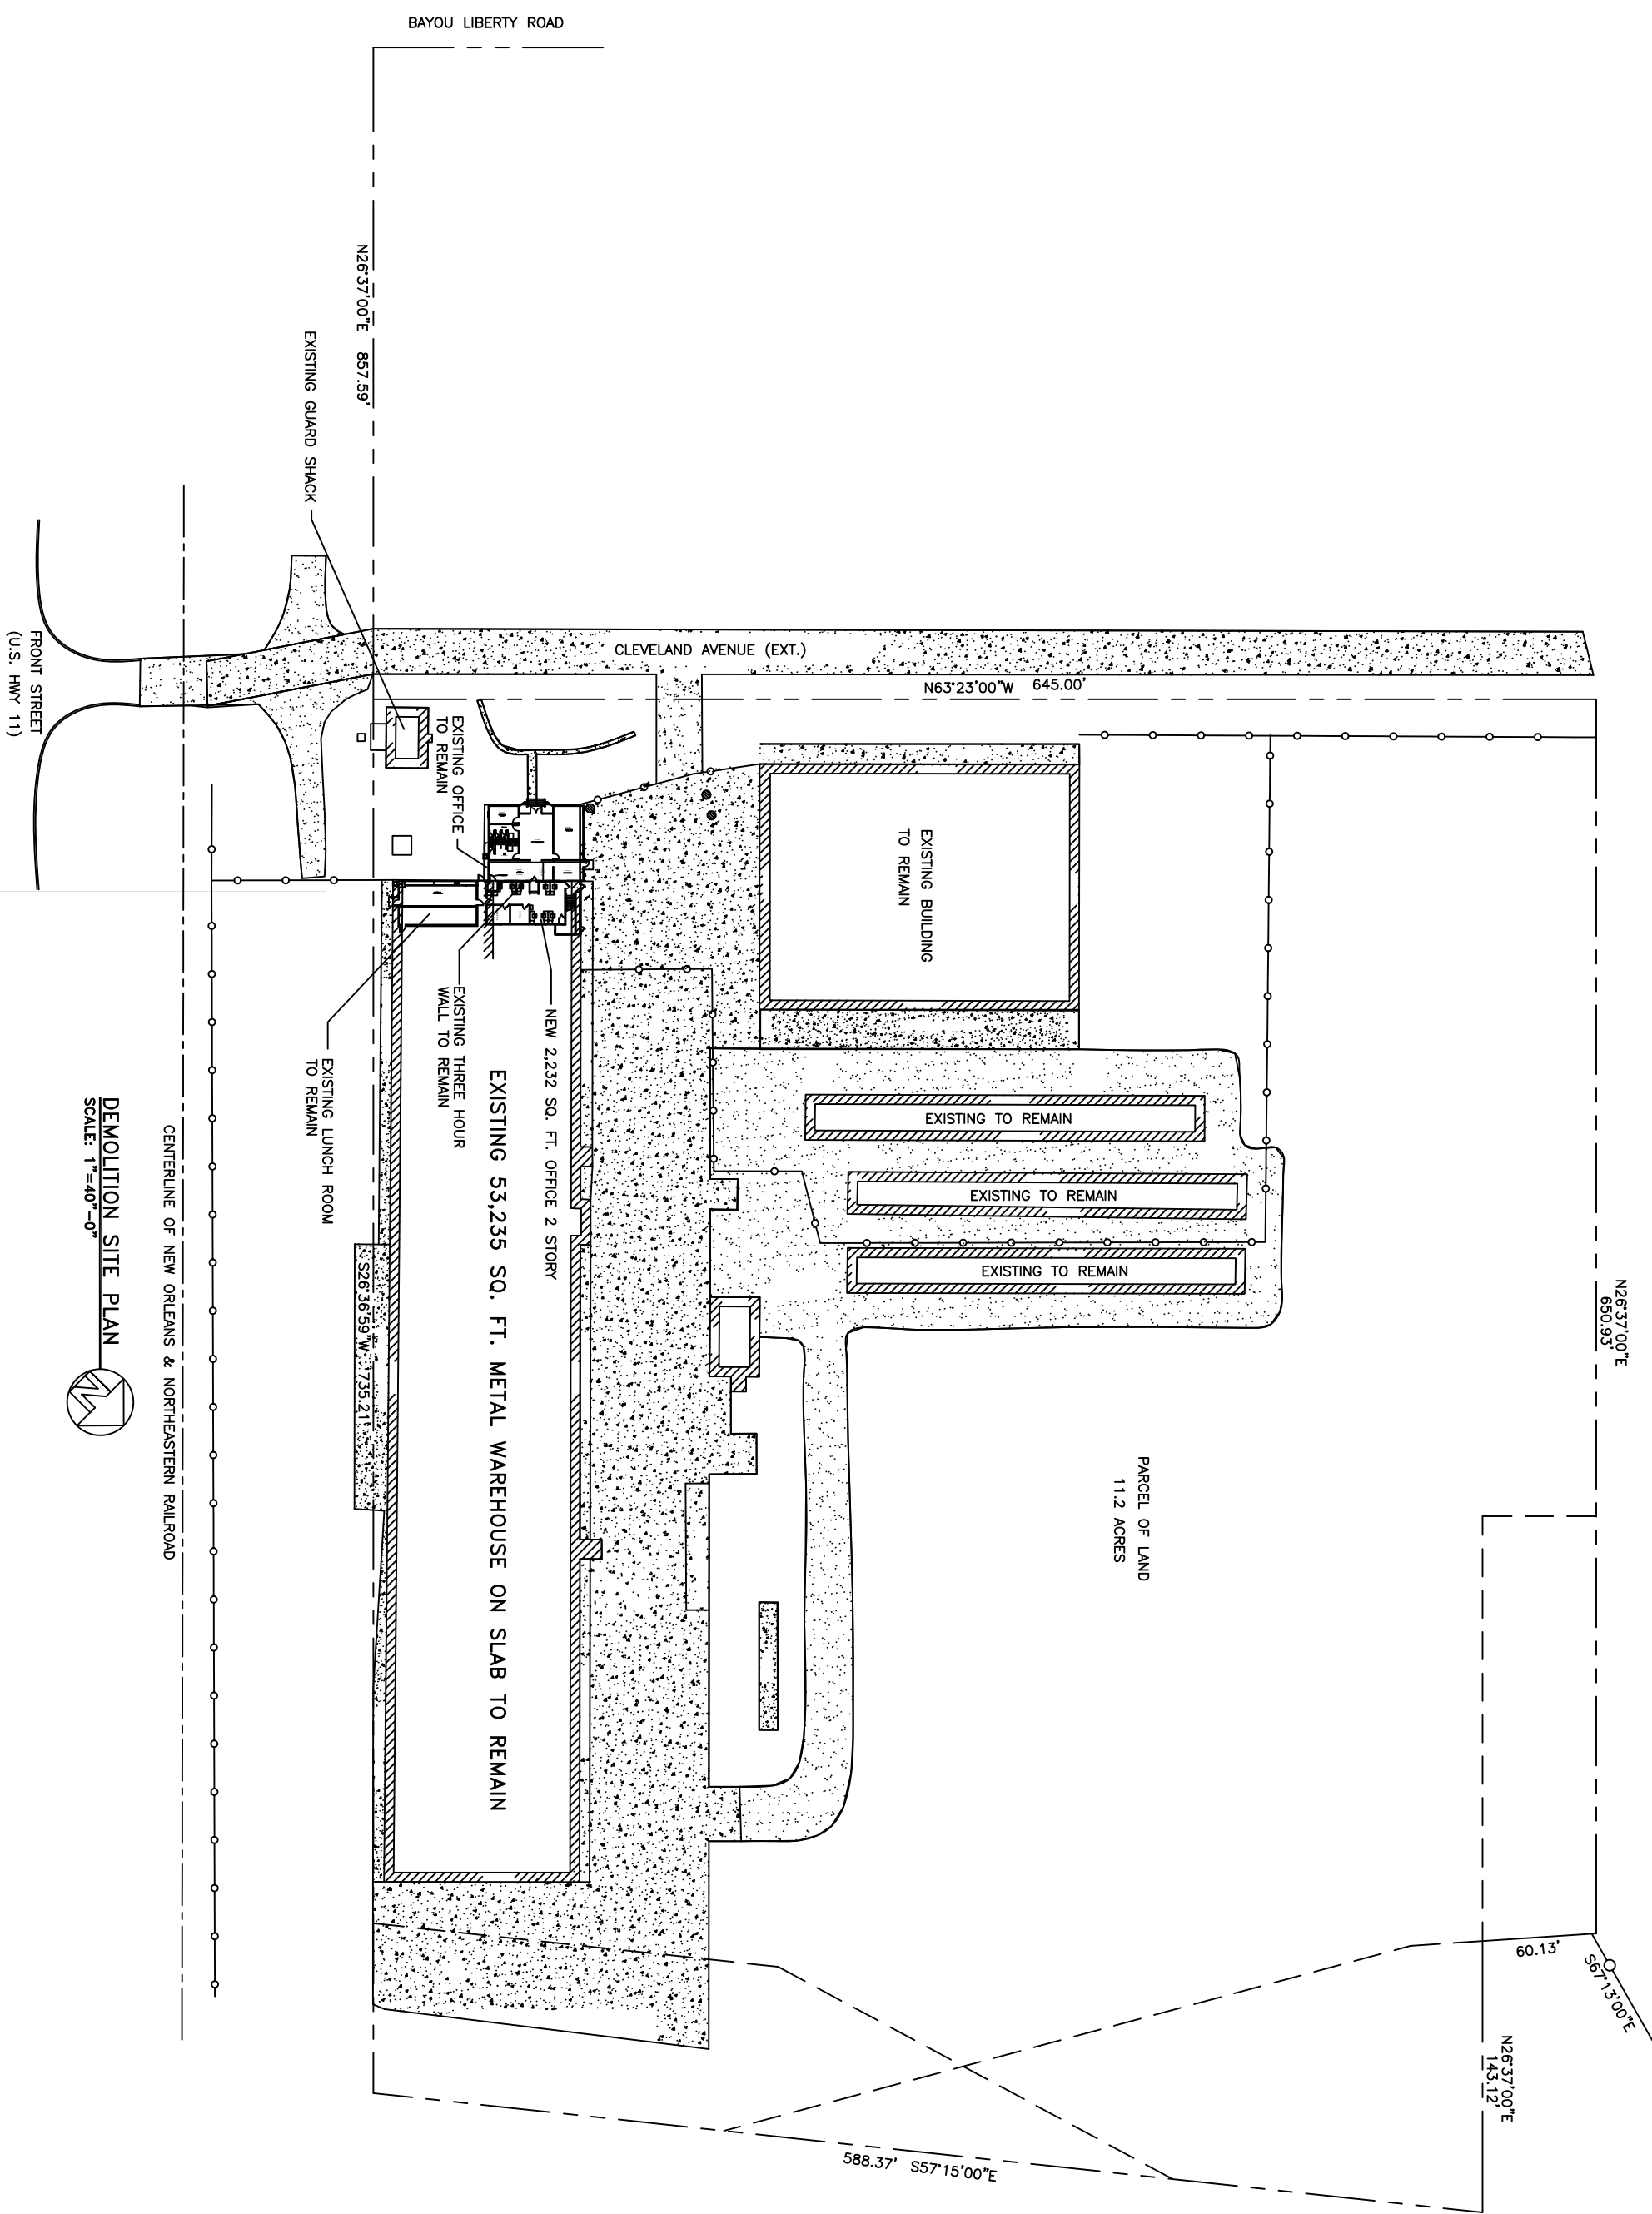 BAYOU LIBERTY ROAD
N26°37'00"E 857.59'
EXISTING GUARD SHACK
FRONT STREET
(U.S. HWY 11)
CLEVELAND AVENUE (EXT.)
N63°23'00"W 645.00'
EXISTING OFFICE
TO REMAIN
EXISTING BUILDING
TO REMAIN
EXISTING THREE HOUR
WALL TO REMAIN
NEW 2,232 SQ. FT. OFFICE 2 STORY
EXISTING LUNCH ROOM
TO REMAIN
EXISTING 53,235 SQ. FT. METAL WAREHOUSE ON SLAB TO REMAIN
EXISTING TO REMAIN
EXISTING TO REMAIN
EXISTING TO REMAIN
S26°36'59"W 735.21'
CENTERLINE OF NEW ORLEANS & NORTHEASTERN RAILROAD
DEMOLITION SITE PLAN
SCALE: 1"=40"-0"
N
N26°37'00"E
650.93'
PARCEL OF LAND
11.2 ACRES
60.13'
S67°13'00"E
N26°37'00"E
143.12'
588.37' S57°15'00"E